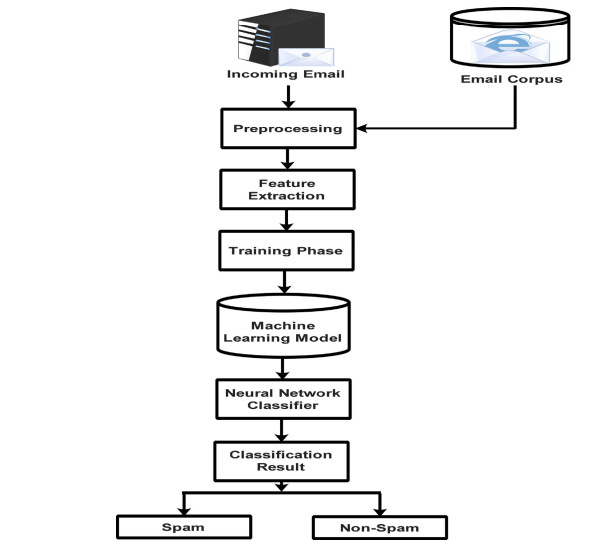 Incoming Email
Email Corpus
Preprocessing
Feature
Extraction
Training Phase
Machine
Learning Model
Neural Network
Classifier
Classification
Result
Spam
Non-Spam